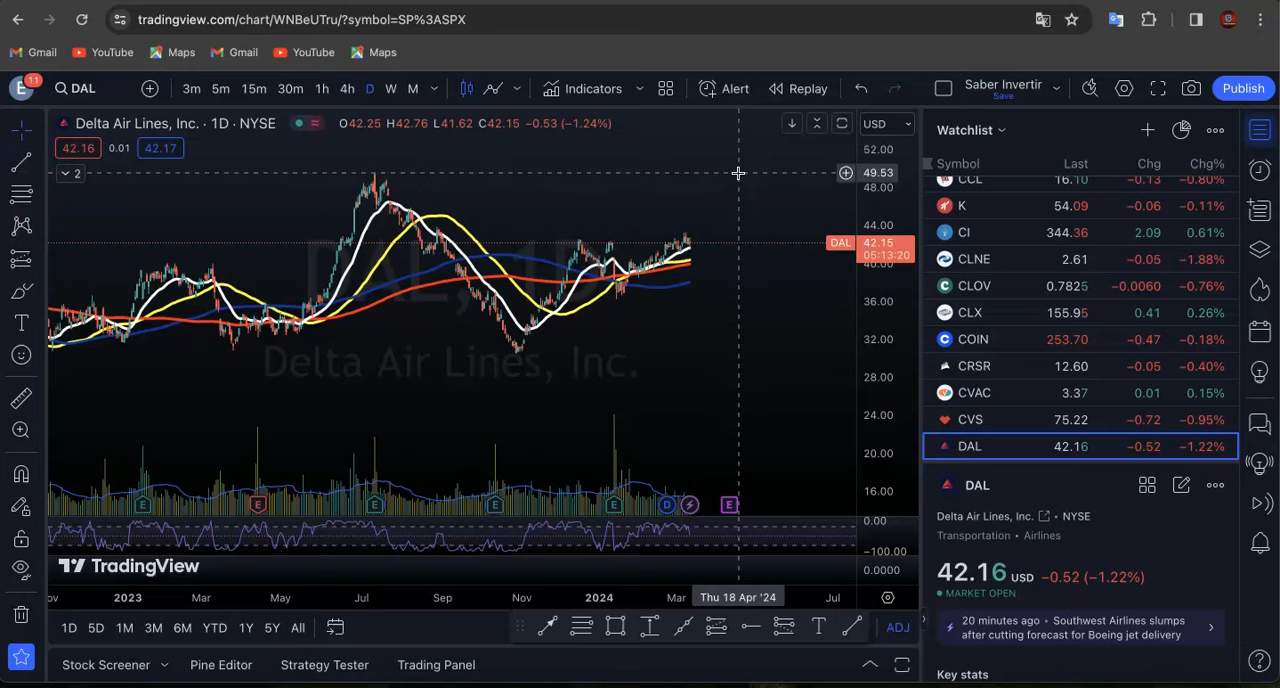 tradingview.com/chart/WNBeUTru/?symbol=SP%3ASPX
Gmail YouTube Maps Gmail YouTube Maps
E 11 DAL 3m 5m 15m 30m 1h 4h D W M Indicators Alert Replay Saber Invertir Save Publish
Delta Air Lines, Inc. · 1D · NYSE O42.25 H42.76 L41.62 C42.15 −0.53 (−1.24%) USD
42.16 0.01 42.17
2
52.00
49.53
48.00
44.00
DAL 42.15
05:13:20
40.00
36.00
32.00
28.00
24.00
20.00
16.00
0.00
−100.00
0.0000
DAL, 1D
Delta Air Lines, Inc.
E E E E E D E
TradingView
2023 Mar May Jul Sep Nov 2024 Mar Thu 18 Apr '24 Jul
1D 5D 1M 3M 6M YTD 1Y 5Y All ADJ
Stock Screener Pine Editor Strategy Tester Trading Panel
Watchlist
Symbol Last Chg Chg%
CCL 16.10 −0.13 −0.80%
K 54.09 −0.06 −0.11%
CI 344.36 2.09 0.61%
CLNE 2.61 −0.05 −1.88%
CLOV 0.7825 −0.0060 −0.76%
CLX 155.95 0.41 0.26%
COIN 253.70 −0.47 −0.18%
CRSR 12.60 −0.05 −0.40%
CVAC 3.37 0.01 0.15%
CVS 75.22 −0.72 −0.95%
DAL 42.16 −0.52 −1.22%
DAL
Delta Air Lines, Inc. • NYSE
Transportation • Airlines
42.16 USD −0.52 (−1.22%)
MARKET OPEN
20 minutes ago • Southwest Airlines slumps
after cutting forecast for Boeing jet delivery
Key stats